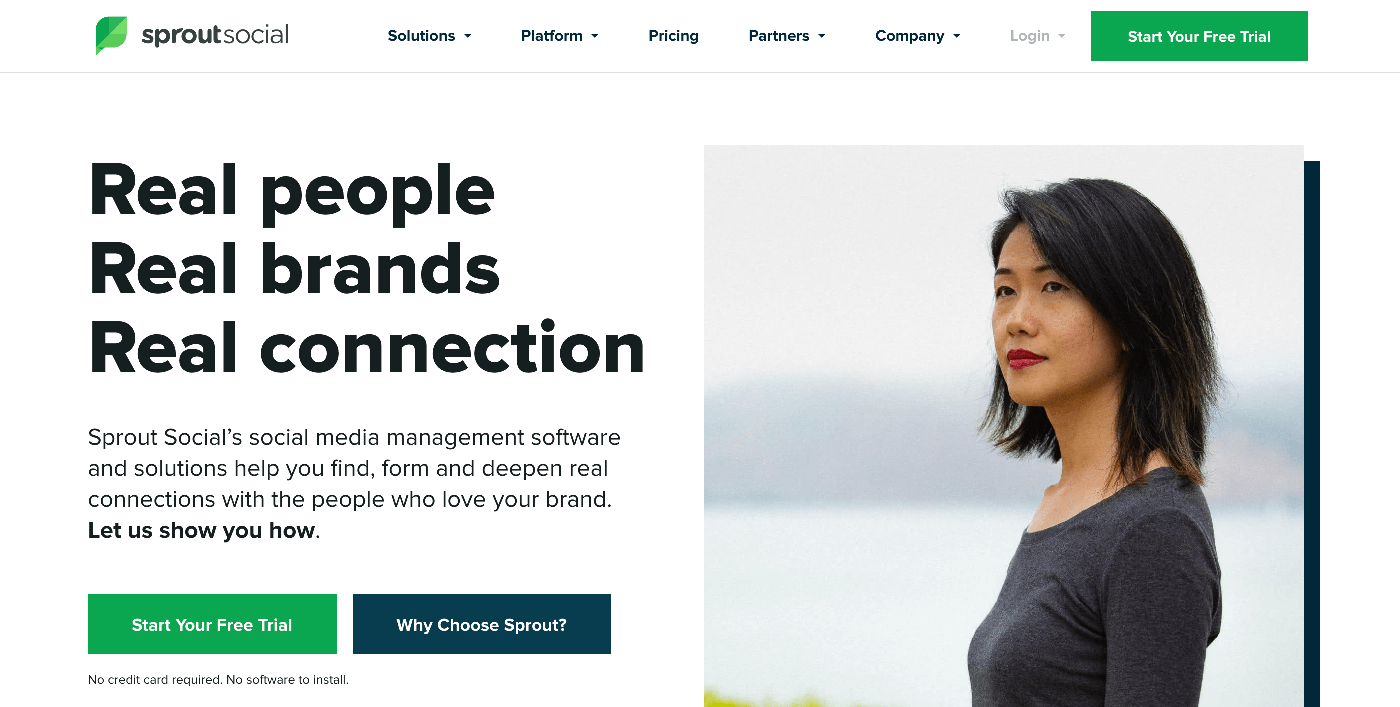 sproutsocial
Solutions
Platform
Pricing
Partners
Company
Login
Start Your Free Trial
Real people
Real brands
Real connection
Sprout Social’s social media management software
and solutions help you find, form and deepen real
connections with the people who love your brand.
Let us show you how.
Start Your Free Trial
Why Choose Sprout?
No credit card required. No software to install.